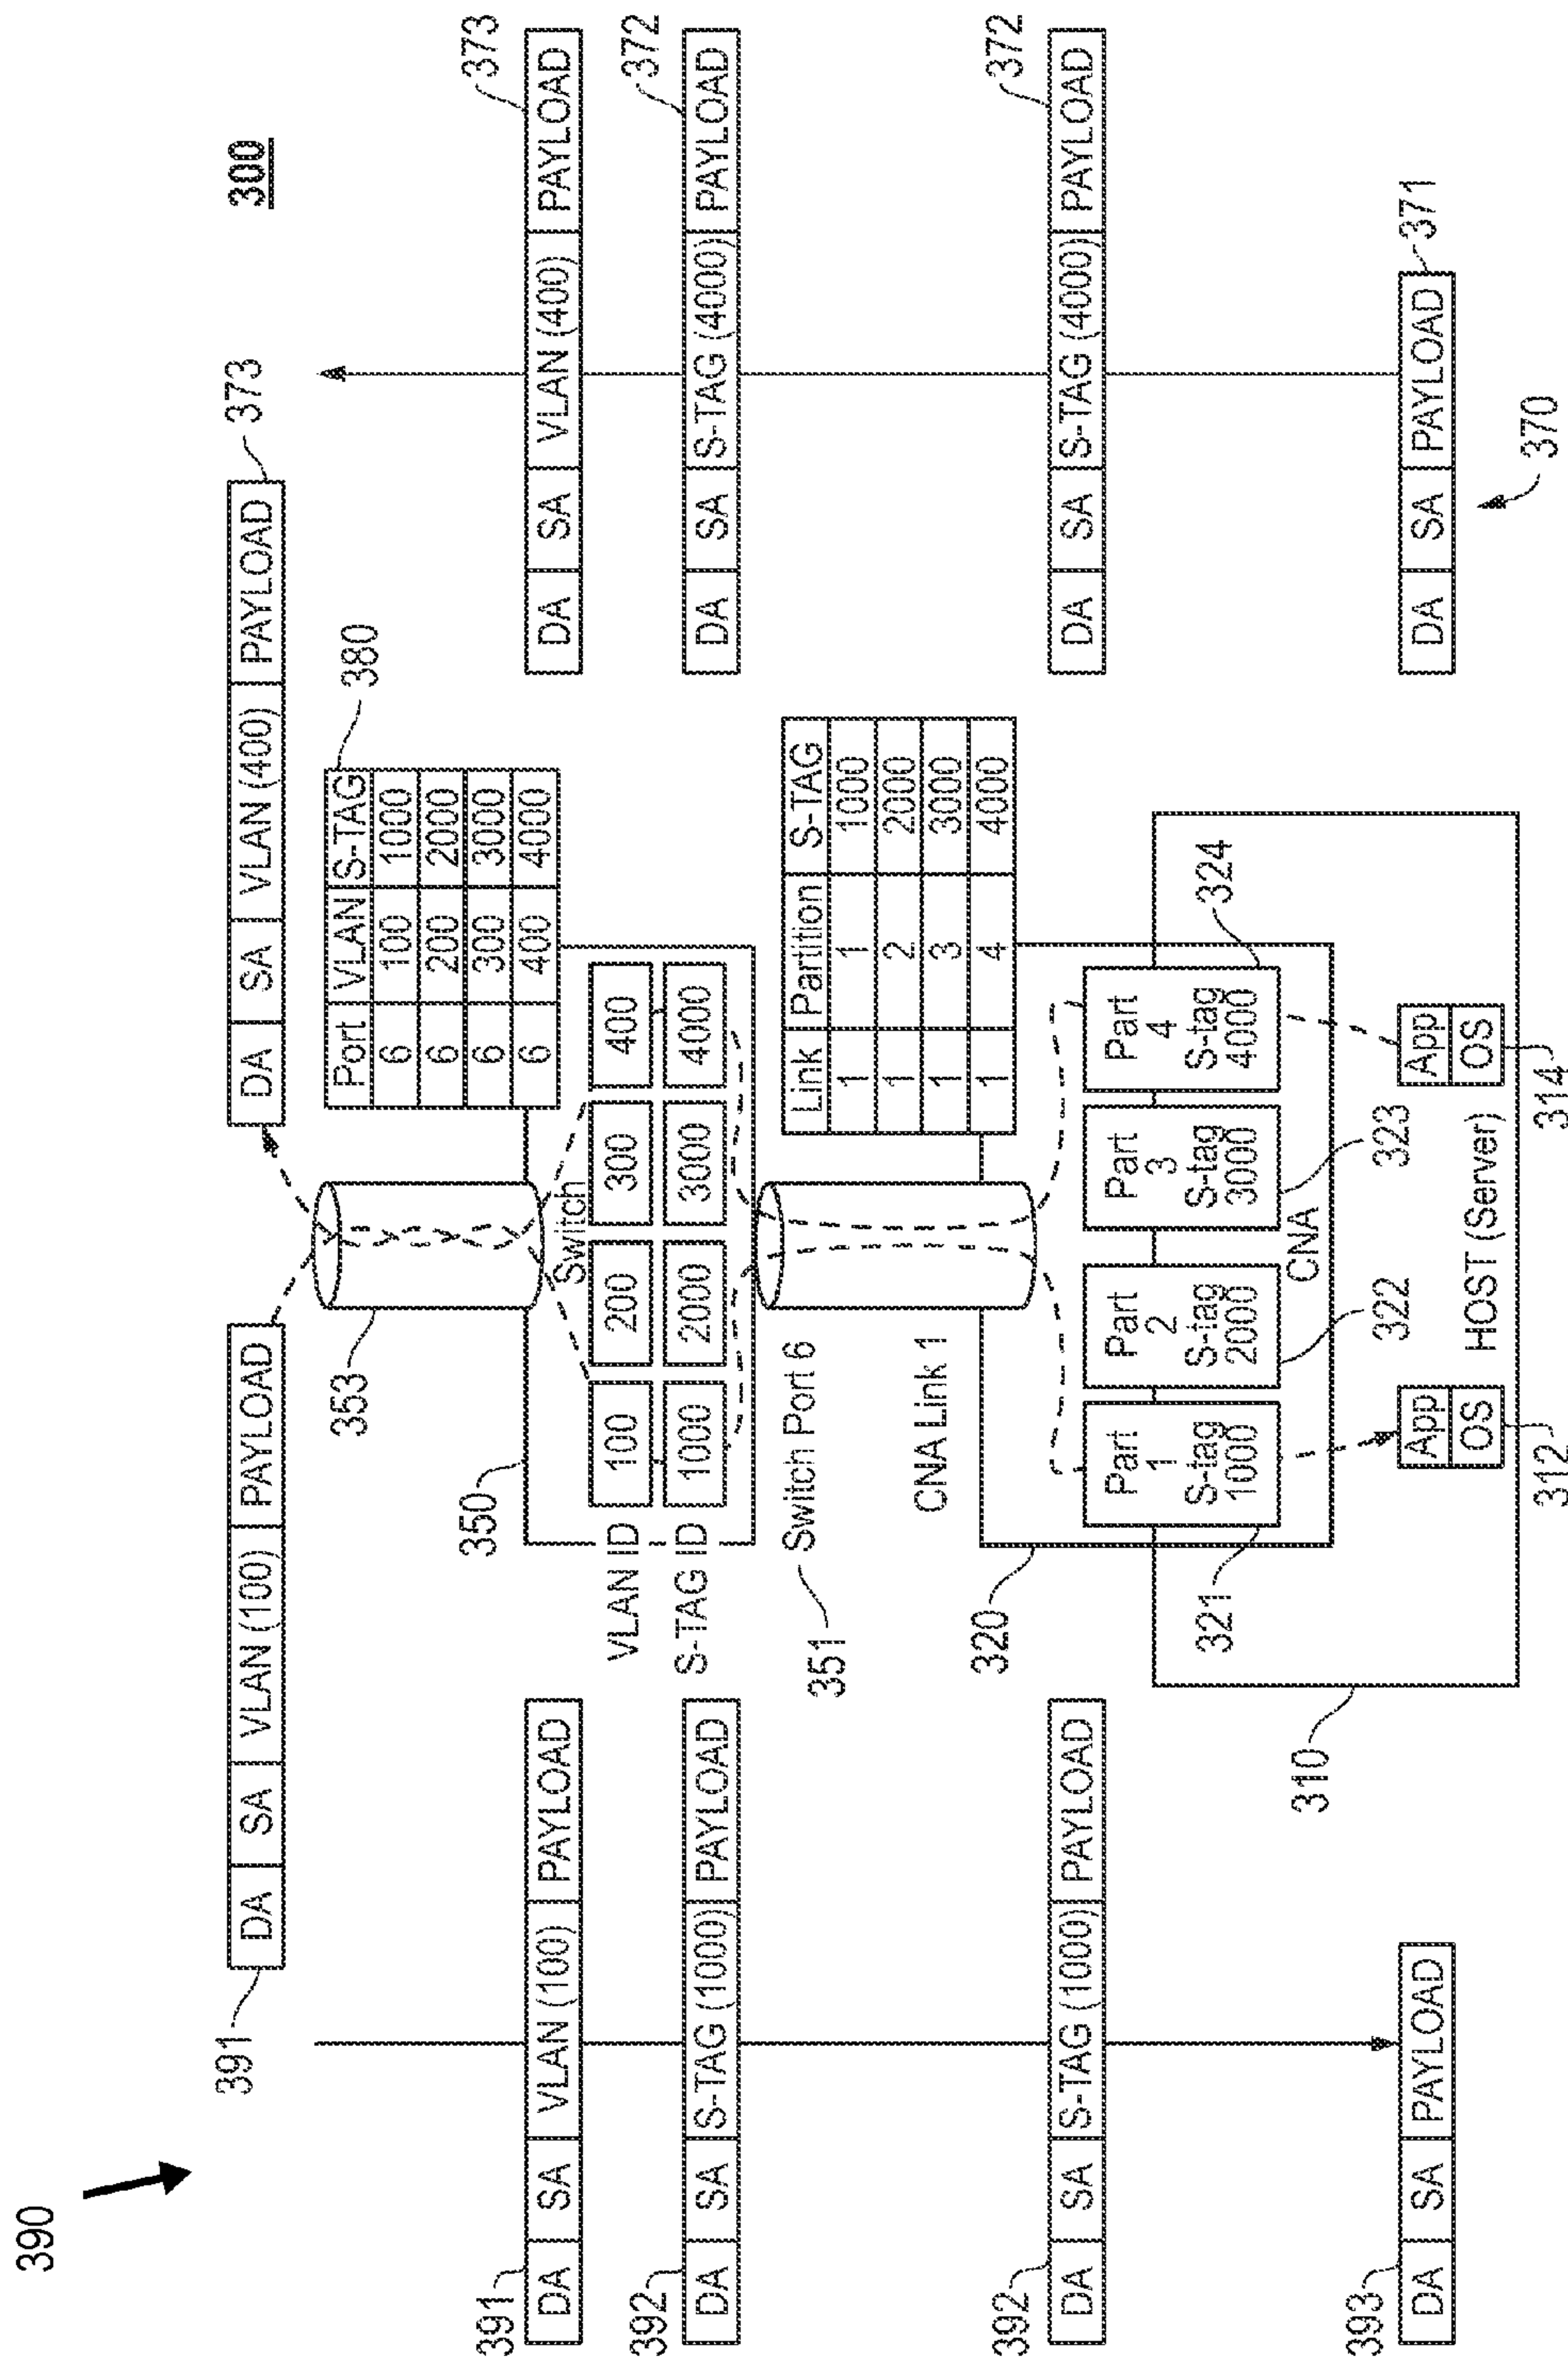 300
390
391
DA SA VLAN (100) PAYLOAD
DA SA VLAN (400) PAYLOAD
373
353
Port VLAN S-TAG
6 100 1000
6 200 2000
6 300 3000
6 400 4000
380
391
DA SA VLAN (100) PAYLOAD
392
DA SA S-TAG (1000) PAYLOAD
350
Switch
VLAN ID
100 200 300 400
S-TAG ID
1000 2000 3000 4000
DA SA VLAN (400) PAYLOAD
373
DA SA S-TAG (4000) PAYLOAD
372
351
Switch Port 6
CNA Link 1
Link Partition S-TAG
1 1 1000
1 2 2000
1 3 3000
1 4 4000
392
DA SA S-TAG (1000) PAYLOAD
320
321
Part
1
S-tag
1000
Part
2
S-tag
2000
Part
3
S-tag
3000
Part
4
S-tag
4000
324
CNA
322
323
DA SA S-TAG (4000) PAYLOAD
372
310
393
DA SA PAYLOAD
App
OS
312
HOST (Server)
App
OS
314
DA SA PAYLOAD
371
370